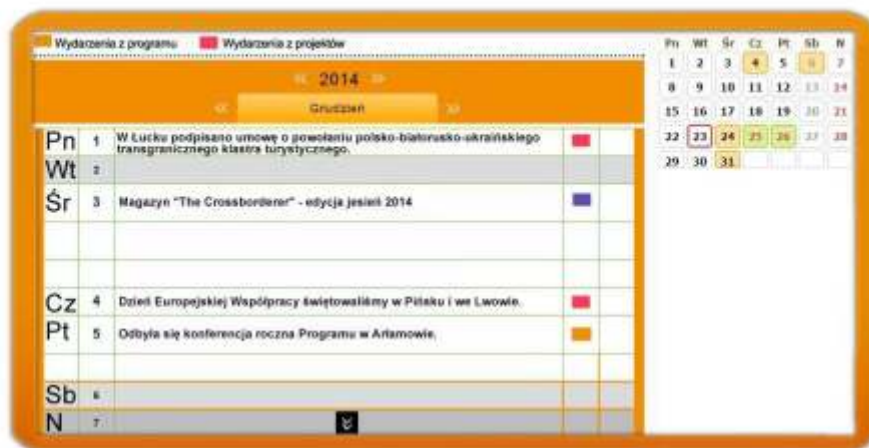 Wydarzenia z programu Wydarzenia z projektów
« 2014 »
« Grudzień »
Pn 1 W Łucku podpisano umowę o powołaniu polsko-białorusko-ukraińskiego
transgranicznego klastra turystycznego.
Wt 2
Śr 3 Magazyn "The Crossborderer" - edycja jesień 2014
Cz 4 Dzień Europejskiej Współpracy świętowaliśmy w Pińsku i we Lwowie.
Pt 5 Odbyła się konferencja roczna Programu w Arłamowie.
Sb 6
N 7
Pn Wt Śr Cz Pt Sb N
1 2 3 4 5 6 7
8 9 10 11 12 13 14
15 16 17 18 19 20 21
22 23 24 25 26 27 28
29 30 31